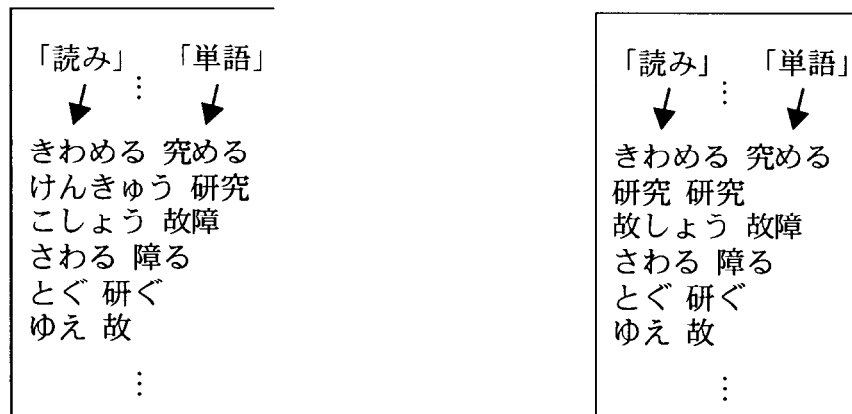 「読み」 「単語」
⋮
きわめる 究める
けんきゅう 研究
こしょう 故障
さわる 障る
とぐ 研ぐ
ゆえ 故
⋮
「読み」 「単語」
⋮
きわめる 究める
研究 研究
故しょう 故障
さわる 障る
とぐ 研ぐ
ゆえ 故
⋮